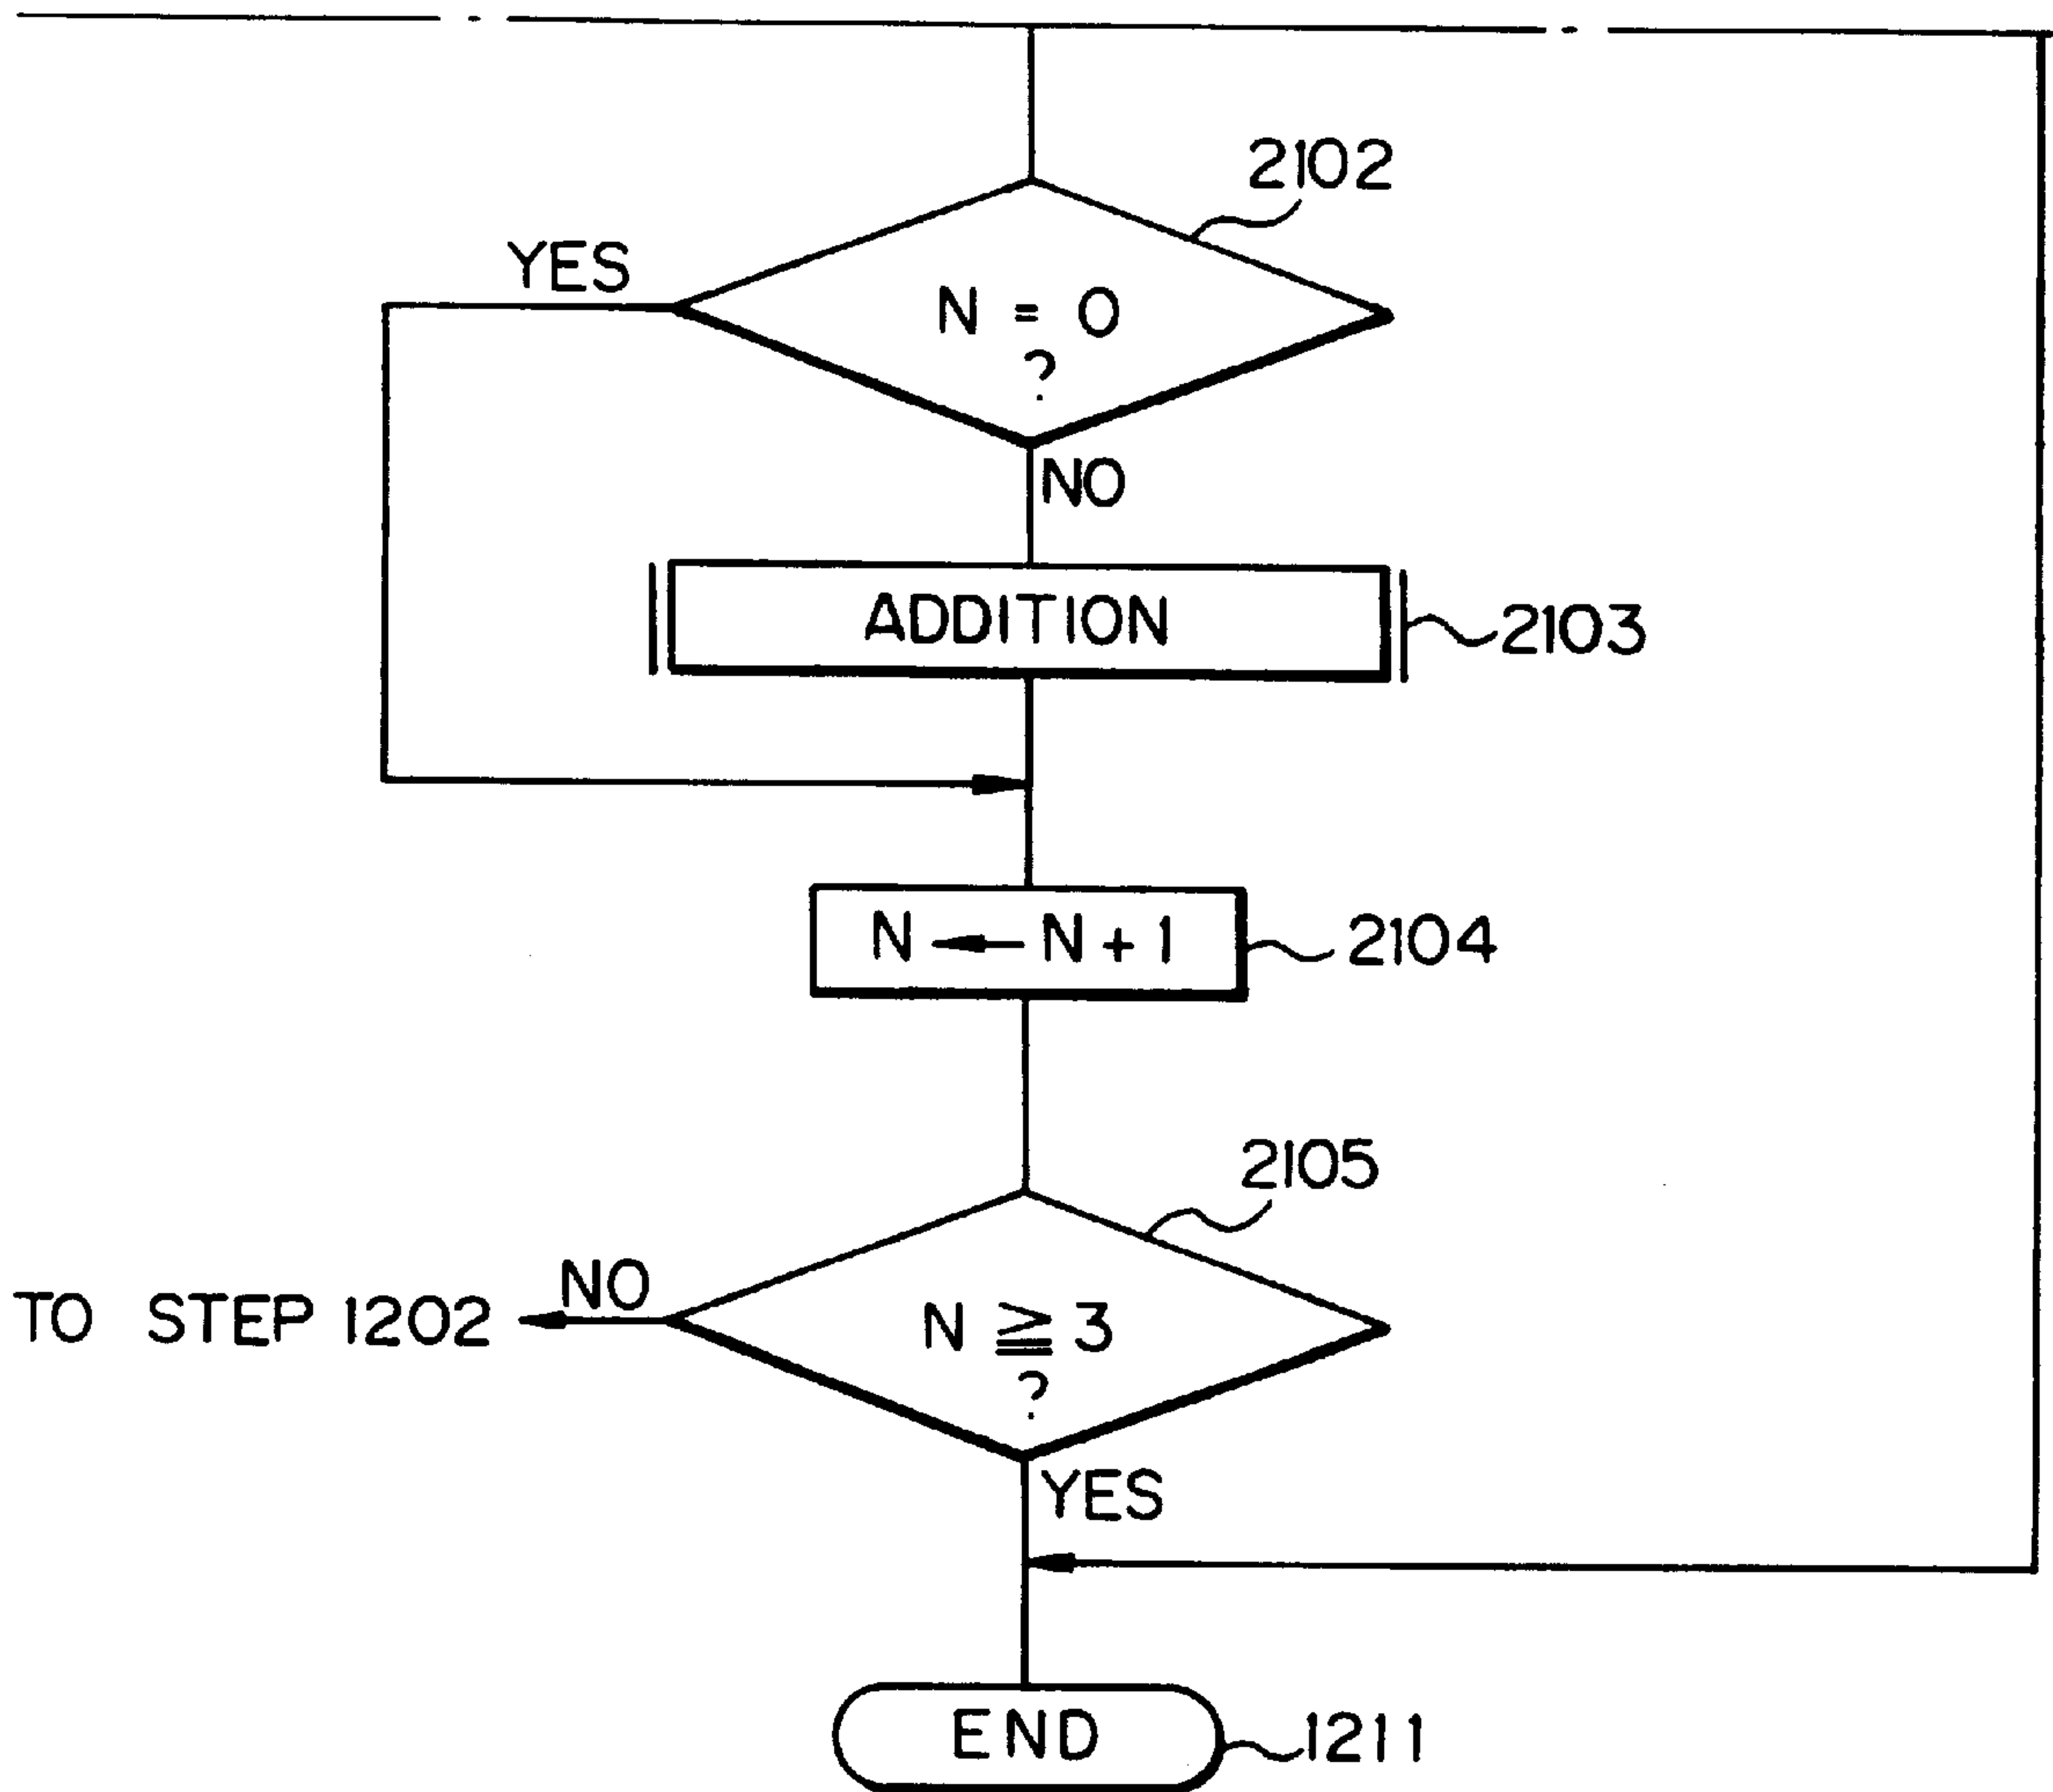 2102
YES
N = 0
?
NO
ADDITION
2103
N ← N + 1
2104
2105
NO
TO STEP 1202
N ≧ 3
?
YES
END
1211